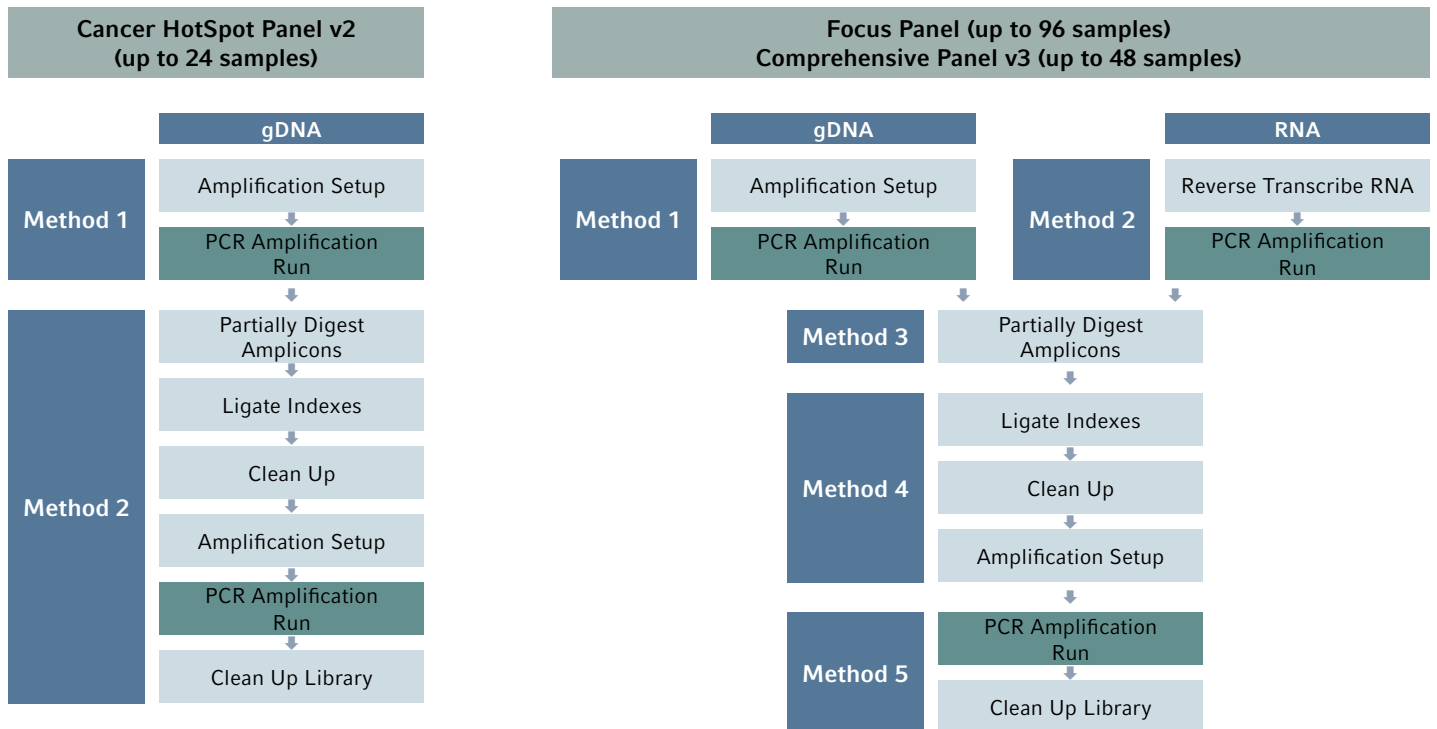 Cancer HotSpot Panel v2
(up to 24 samples)
gDNA
Method 1
Amplification Setup
PCR Amplification
Run
Method 2
Partially Digest
Amplicons
Ligate Indexes
Clean Up
Amplification Setup
PCR Amplification
Run
Clean Up Library
Focus Panel (up to 96 samples)
Comprehensive Panel v3 (up to 48 samples)
gDNA
Method 1
Amplification Setup
PCR Amplification
Run
RNA
Method 2
Reverse Transcribe RNA
PCR Amplification
Run
Method 3
Partially Digest
Amplicons
Method 4
Ligate Indexes
Clean Up
Amplification Setup
Method 5
PCR Amplification
Run
Clean Up Library